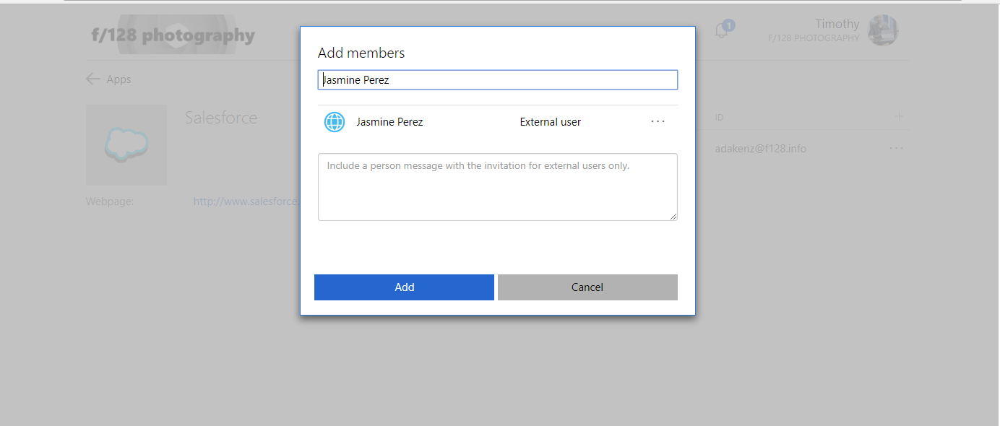 f/128 photography
1
Timothy
F/128 PHOTOGRAPHY
Apps
Salesforce
Webpage:
http://www.salesforce.
Add members
Jasmine Perez
Jasmine Perez
External user
Include a person message with the invitation for external users only.
Add
Cancel
ID
adakenz@f128.info